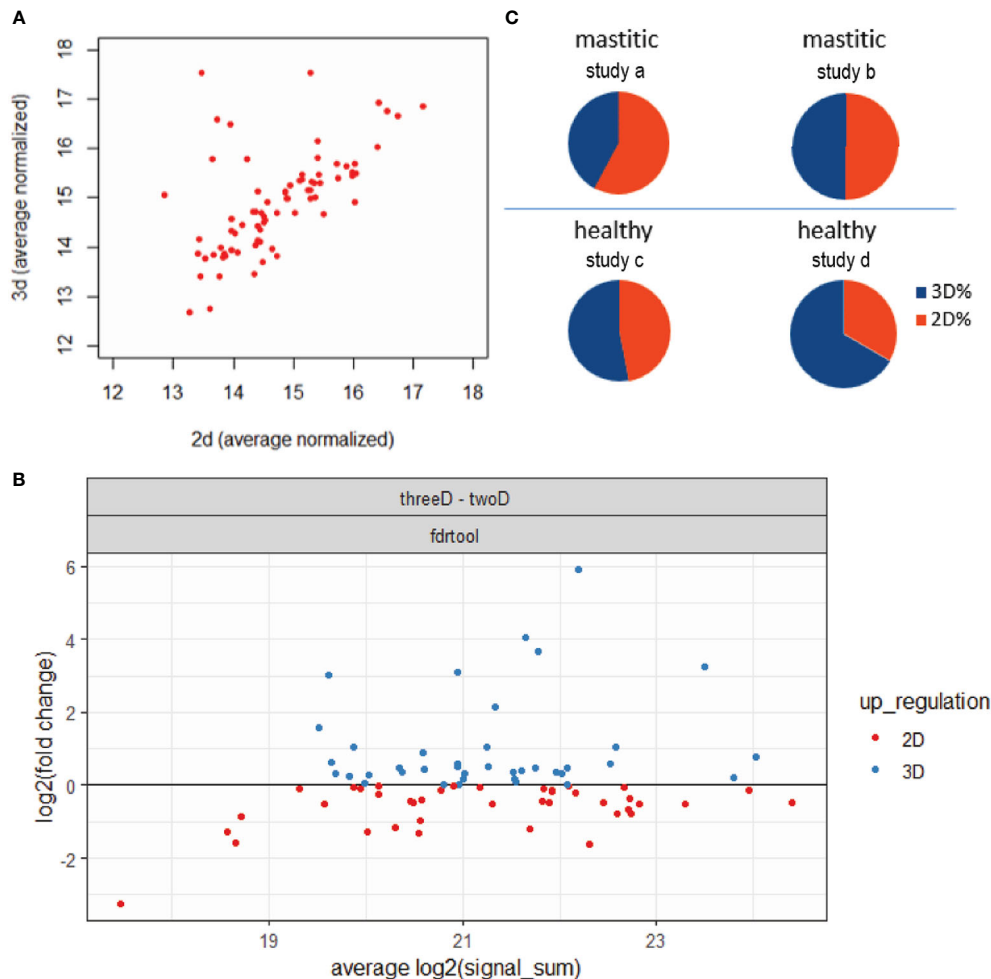 A
18
17
16
15
14
13
12
3d (average normalized)
12 13 14 15 16 17 18
2d (average normalized)
C
mastitic
study a
mastitic
study b
healthy
study c
healthy
study d
3D%
2D%
B
threeD - twoD
fdrtool
6
4
2
0
-2
log2(fold change)
19 21 23
average log2(signal_sum)
up_regulation
2D
3D